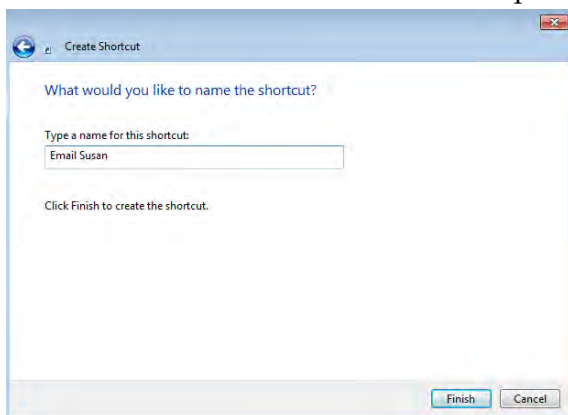 Create Shortcut
What would you like to name the shortcut?
Type a name for this shortcut:
Email Susan
Click Finish to create the shortcut.
Finish Cancel